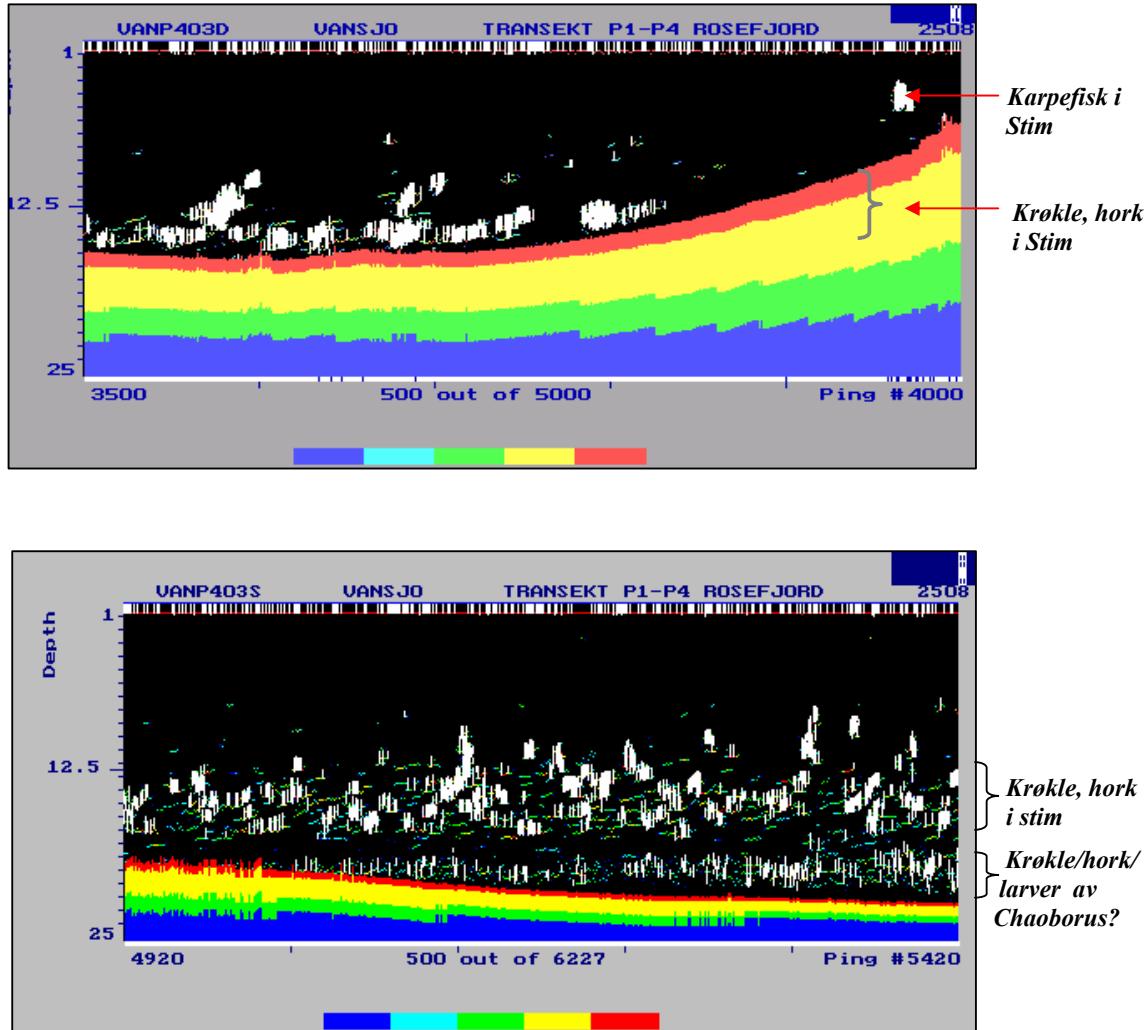 VANP403D VANSJO TRANSEKT P1-P4 ROSEFJORD 2508
1
12.5
25
3500 500 out of 5000 Ping #4000
Karpefisk i
Stim
Krøkle, hork
i Stim
VANP403S VANSJO TRANSEKT P1-P4 ROSEFJORD 2508
Depth
1
12.5
25
4920 500 out of 6227 Ping #5420
Krøkle, hork
i stim
Krøkle/hork/
larver av
Chaoborus?